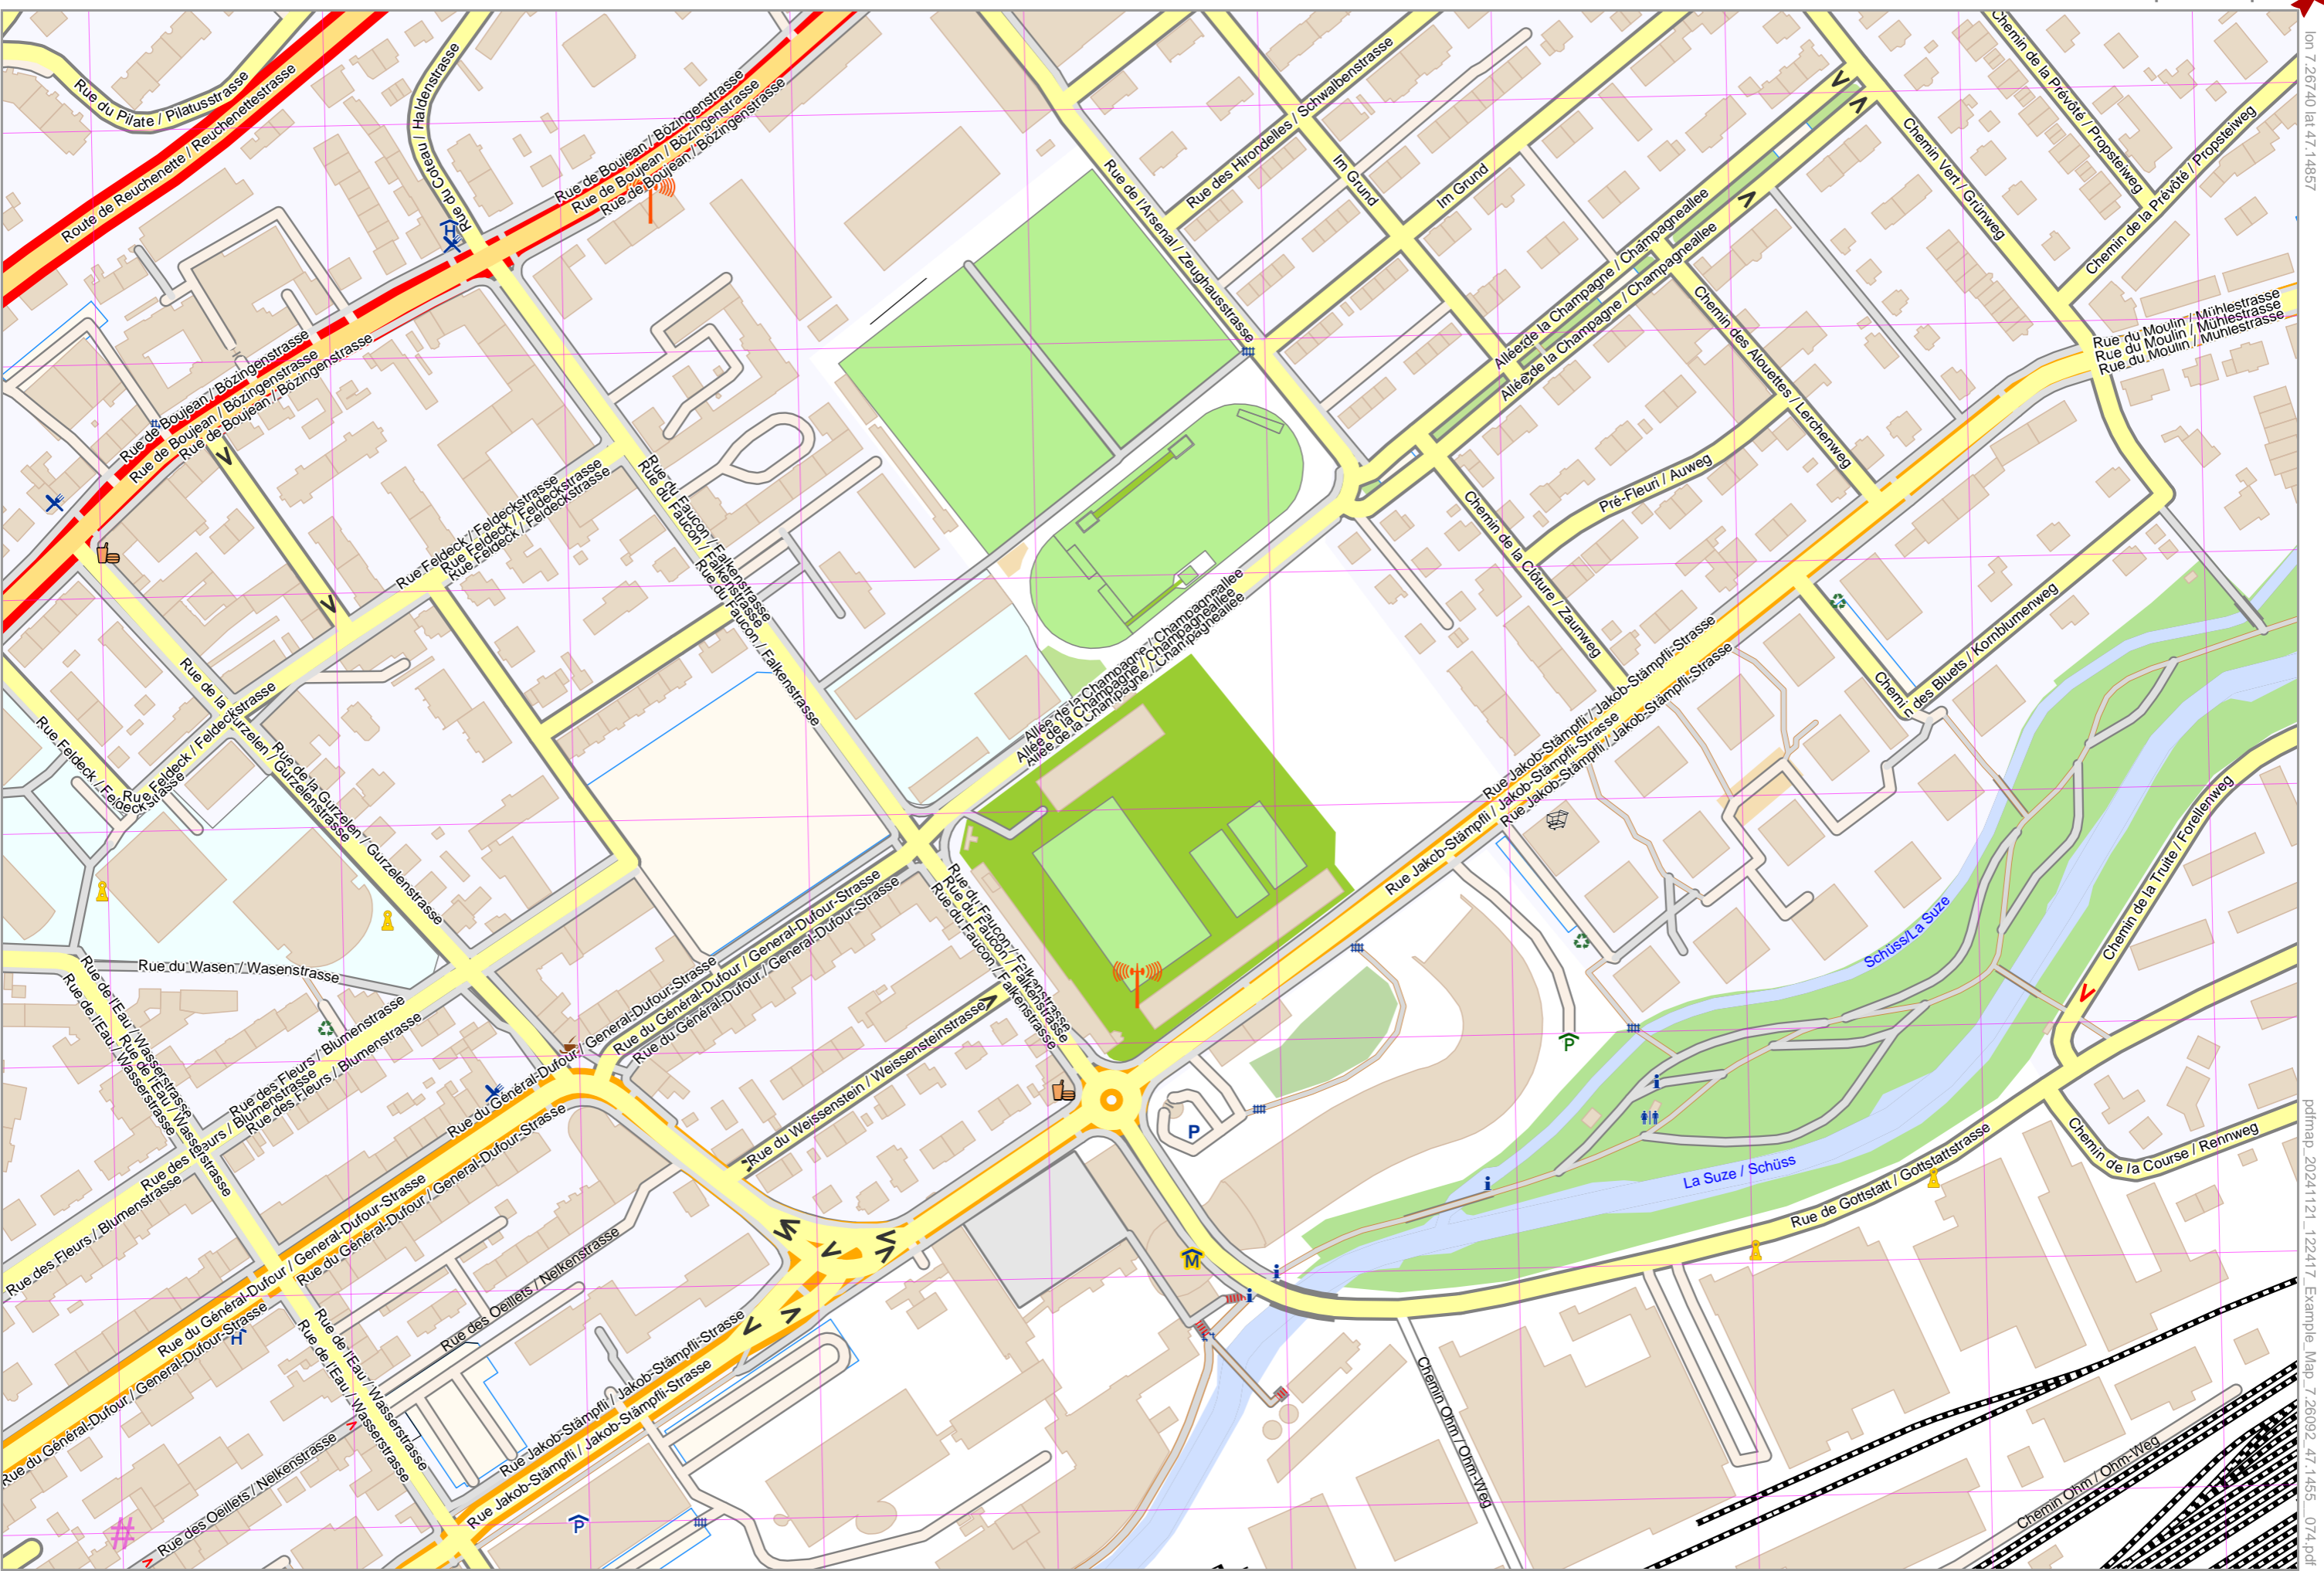 Rue du Pilate / Pilatusstrasse
Route de Reuchenette / Reuchenettestrasse
Rue du Coteau / Haldenstrasse
Rue de Boujean / Bözingenstrasse
Rue de Boujean / Bözingenstrasse
Rue de Boujean / Bözingenstrasse
Rue de l'Arsenal / Zeughausstrasse
Rue des Hirondelles / Schwalbenstrasse
Im Grund
Im Grund
Chemin de la Prévôté / Propsteiweg
Chemin de la Prévôté / Propsteiweg
Chemin Vert / Grünweg
lon 7.26740 lat 47.14857
Allée de la Champagne / Champagneallee
Allée de la Champagne / Champagneallee
Chemin des Alouettes / Lerchenweg
Rue du Moulin / Mühlestrasse
Rue du Moulin / Mühlestrasse
Rue du Moulin / Mühlestrasse
H
Rue de Boujean / Bözingenstrasse
Rue de Boujean / Bözingenstrasse
Rue de Boujean / Bözingenstrasse
Rue Feldeck / Feldeckstrasse
Rue Feldeck / Feldeckstrasse
Rue Feldeck / Feldeckstrasse
Rue du Faucon / Falkenstrasse
Rue du Faucon / Falkenstrasse
Rue du Faucon / Falkenstrasse
Pré-Fleuri / Auweg
Chemin de la Clôture / Zaunweg
Chemin des Bluets / Kornblumenweg
Allée de la Champagne / Champagneallee
Allée de la Champagne / Champagneallee
Allée de la Champagne / Champagneallee
Rue Jakob-Stämpfli / Jakob-Stämpfli-Strasse
Rue Jakob-Stämpfli / Jakob-Stämpfli-Strasse
Rue Jakob-Stämpfli / Jakob-Stämpfli-Strasse
Rue Feldeck / Feldeckstrasse
Rue Feldeck / Feldeckstrasse
Rue de la Gurzelen / Gurzelenstrasse
Rue de la Gurzelen / Gurzelenstrasse
Rue du Wasen / Wasenstrasse
Rue du Faucon / Falkenstrasse
Rue du Faucon / Falkenstrasse
Rue du Faucon / Falkenstrasse
Rue du Général-Dufour / General-Dufour-Strasse
Rue du Général-Dufour / General-Dufour-Strasse
Rue du Général-Dufour / General-Dufour-Strasse
Schüss/La Suze
Chemin de la Truite / Forellenweg
Rue de l'Eau / Wasserstrasse
Rue de l'Eau / Wasserstrasse
Rue de l'Eau / Wasserstrasse
Rue des Fleurs / Blumenstrasse
Rue des Fleurs / Blumenstrasse
Rue des Fleurs / Blumenstrasse
Rue des Fleurs / Blumenstrasse
Rue du Weissenstein / Weissensteinstrasse
P
P
La Suze / Schüss
Chemin de la Course / Rennweg
Rue de Gottstatt / Gottstattstrasse
M
Rue du Général-Dufour / General-Dufour-Strasse
Rue du Général-Dufour / General-Dufour-Strasse
Rue du Général-Dufour / General-Dufour-Strasse
H
Rue des Oeillets / Nelkenstrasse
Rue des Oeillets / Nelkenstrasse
Rue de l'Eau / Wasserstrasse
Rue de l'Eau / Wasserstrasse
Rue Jakob-Stämpfli / Jakob-Stämpfli-Strasse
Rue Jakob-Stämpfli / Jakob-Stämpfli-Strasse
P
#
Chemin Ohm / Ohm-Weg
Chemin Ohm / Ohm-Weg
pdfmap_20241121_122417_Example_Map_7.26092_47.1455_074.pdf